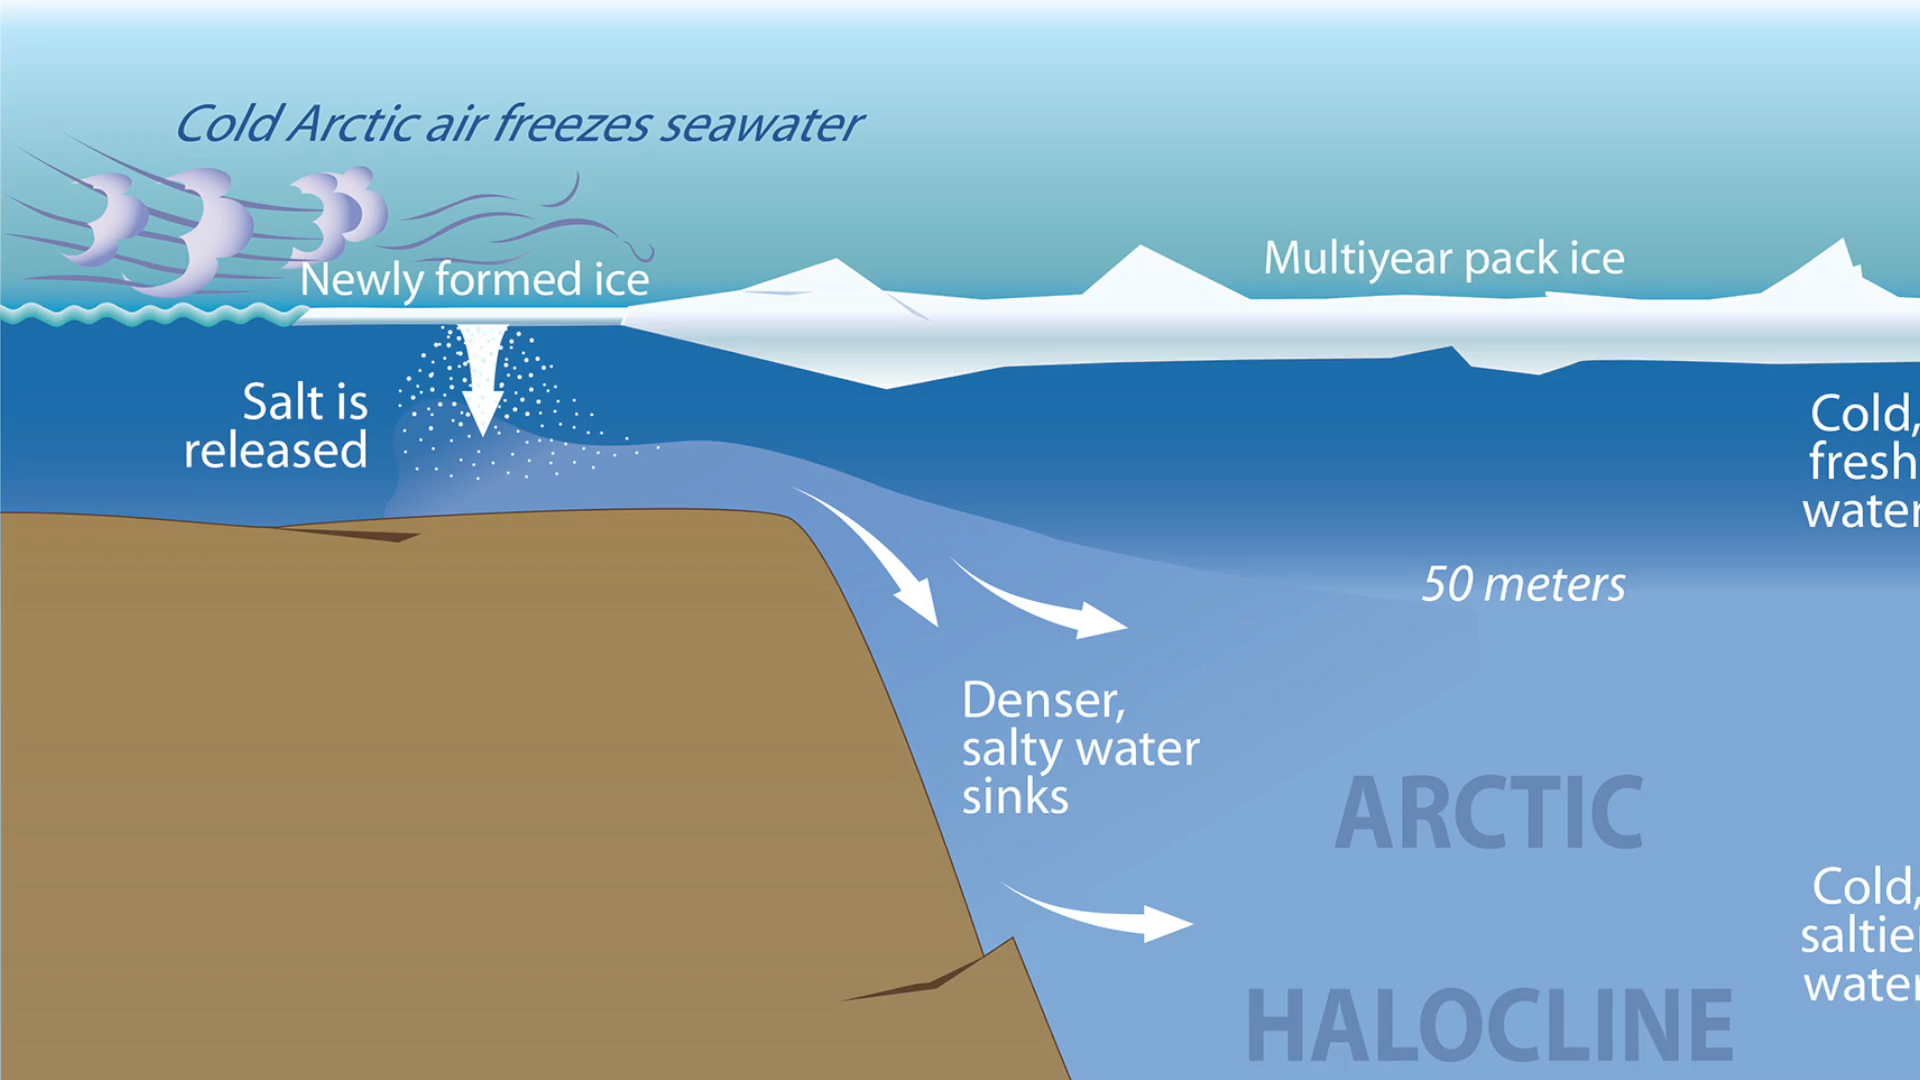 Cold Arctic air freezes seawater
Newly formed ice
Multiyear pack ice
Salt is
released
Cold,
fresh
water
50 meters
Denser,
salty water
sinks
ARCTIC
HALOCLINE
Cold,
saltie
water